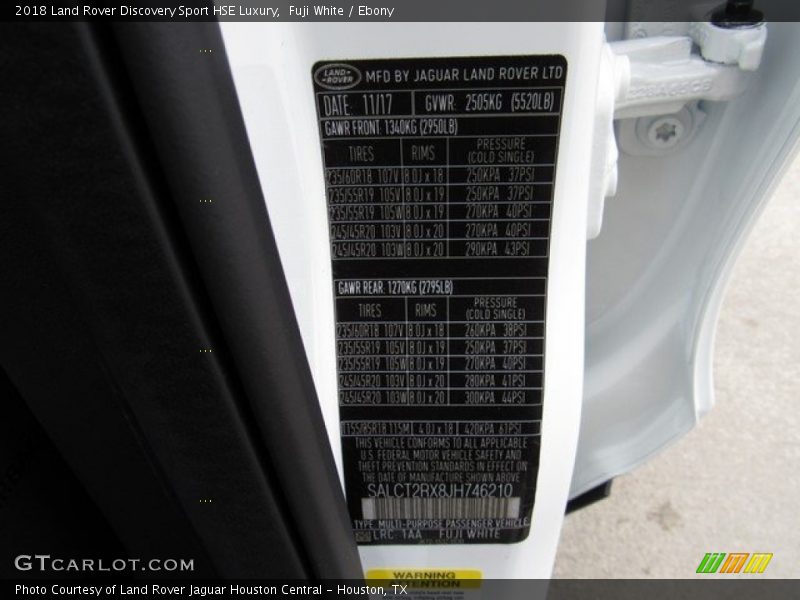 2018 Land Rover Discovery Sport HSE Luxury, Fuji White / Ebony
LAND-ROVER MFD BY JAGUAR LAND ROVER LTD
DATE: 11/17 GVWR: 2505KG (5520LB)
GAWR FRONT: 1340KG (2950LB)
TIRES RIMS PRESSURE (COLD SINGLE)
235/60R18 107V 8.0J x 18 250KPA 37PSI
235/55R19 105V 8.0J x 19 250KPA 37PSI
235/55R19 105W 8.0J x 19 270KPA 40PSI
245/45R20 103V 8.0J x 20 270KPA 40PSI
245/45R20 103W 8.0J x 20 290KPA 43PSI
GAWR REAR: 1270KG (2795LB)
TIRES RIMS PRESSURE (COLD SINGLE)
235/60R18 107V 8.0J x 18 260KPA 38PSI
235/55R19 105V 8.0J x 19 250KPA 37PSI
235/55R19 105W 8.0J x 19 270KPA 40PSI
245/45R20 103V 8.0J x 20 280KPA 41PSI
245/45R20 103W 8.0J x 20 300KPA 44PSI
T155/85R18 115M 4.0J x 18 420KPA 61PSI
THIS VEHICLE CONFORMS TO ALL APPLICABLE
U.S. FEDERAL MOTOR VEHICLE SAFETY AND
THEFT PREVENTION STANDARDS IN EFFECT ON
THE DATE OF MANUFACTURE SHOWN ABOVE
SALCT2RX8JH746210
TYPE: MULTI-PURPOSE PASSENGER VEHICLE
LRC 1AA FUJI WHITE
WARNING
GTCARLOT.COM
Photo Courtesy of Land Rover Jaguar Houston Central - Houston, TX